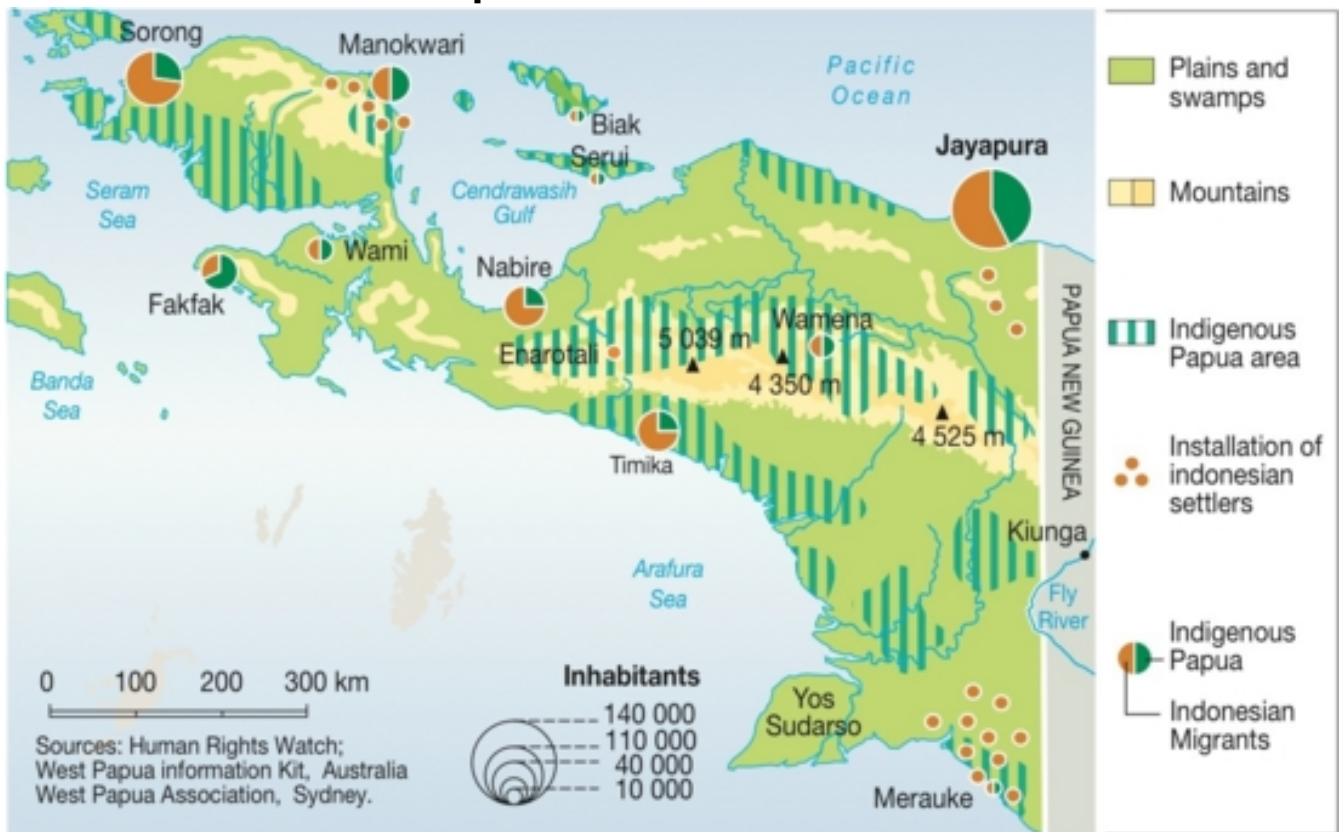 Sorong
Manokwari
Pacific
Ocean
Biak
Serui
Jayapura
Seram
Sea
Cendrawasih
Gulf
Wami
Nabire
Fakfak
Wamena
5 039 m
Enarotali
4 350 m
4 525 m
Banda
Sea
Timika
PAPUA NEW GUINEA
Kiunga
Fly
River
Arafura
Sea
Yos
Sudarso
Merauke
0 100 200 300 km
Sources: Human Rights Watch;
West Papua information Kit, Australia
West Papua Association, Sydney.
Inhabitants
140 000
110 000
40 000
10 000
Plains and
swamps
Mountains
Indigenous
Papua area
Installation of
indonesian
settlers
Indigenous
Papua
Indonesian
Migrants